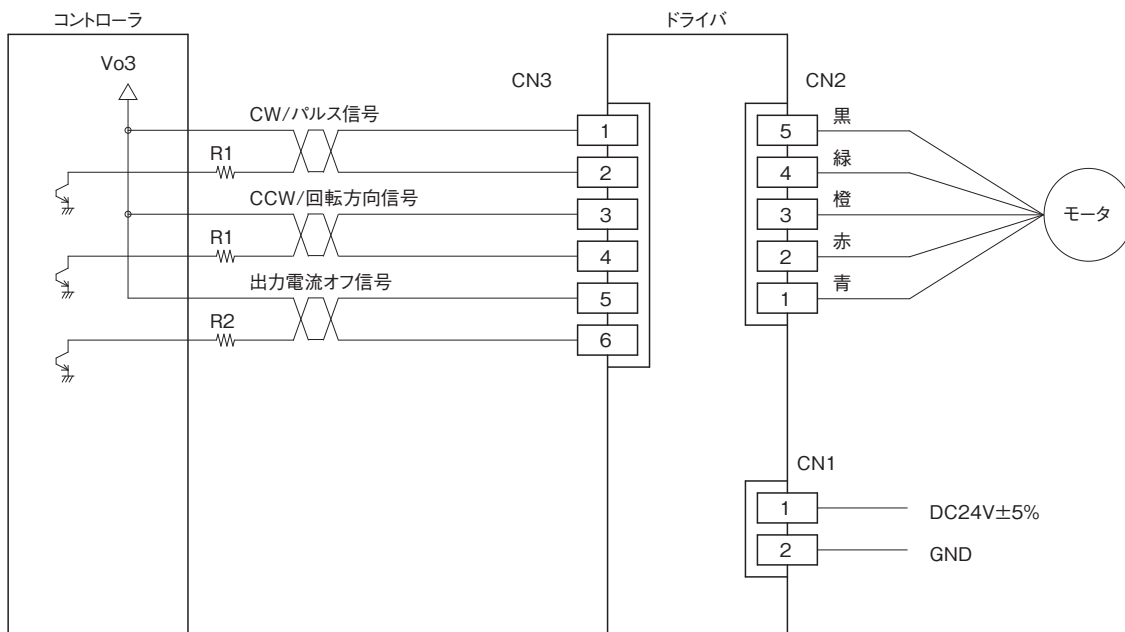 コントローラ
ドライバ
Vo3
CN3
CN2
CW/パルス信号
R1
CCW/回転方向信号
R1
出力電流オフ信号
R2
1
2
3
4
5
6
5
4
3
2
1
黒
緑
橙
赤
青
モータ
CN1
1
2
DC24V±5%
GND